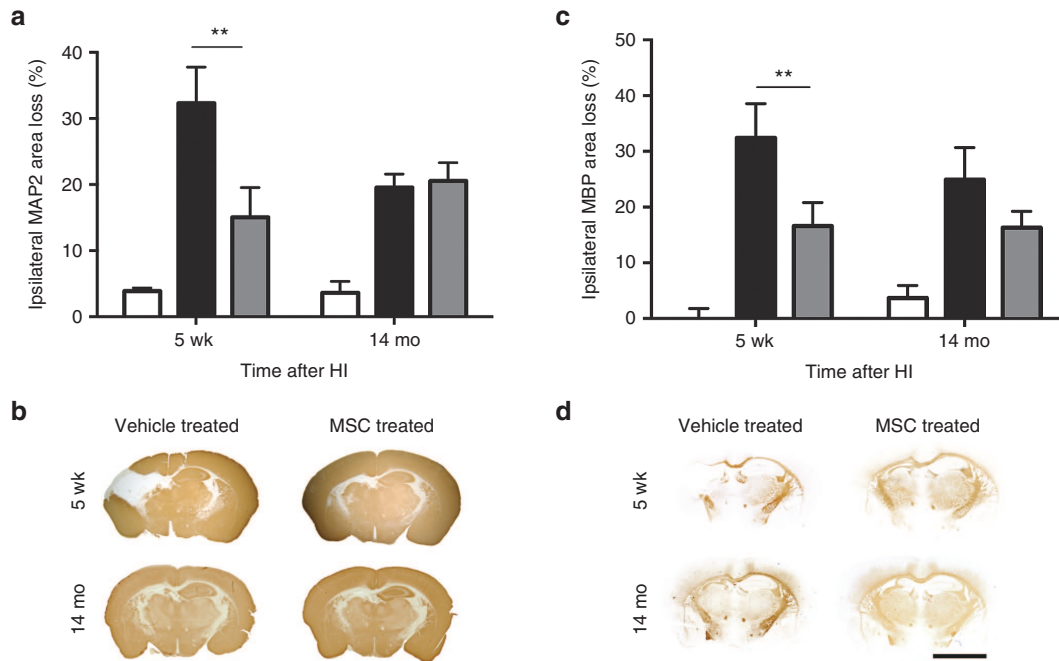 a
**
Ipsilateral MAP2 area loss (%)
40
30
20
10
0
5 wk
14 mo
Time after HI
b
Vehicle treated
MSC treated
5 wk
14 mo
c
**
Ipsilateral MBP area loss (%)
50
40
30
20
10
0
5 wk
14 mo
Time after HI
d
Vehicle treated
MSC treated
5 wk
14 mo